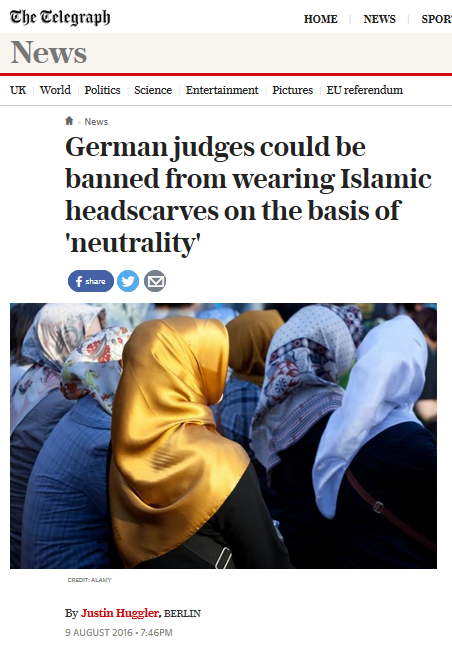 The Telegraph
HOME NEWS SPOR
News
UK World Politics Science Entertainment Pictures EU referendum
News
German judges could be
banned from wearing Islamic
headscarves on the basis of
'neutrality'
f share
CREDIT: ALAMY
By Justin Huggler, BERLIN
9 AUGUST 2016 • 7:46PM